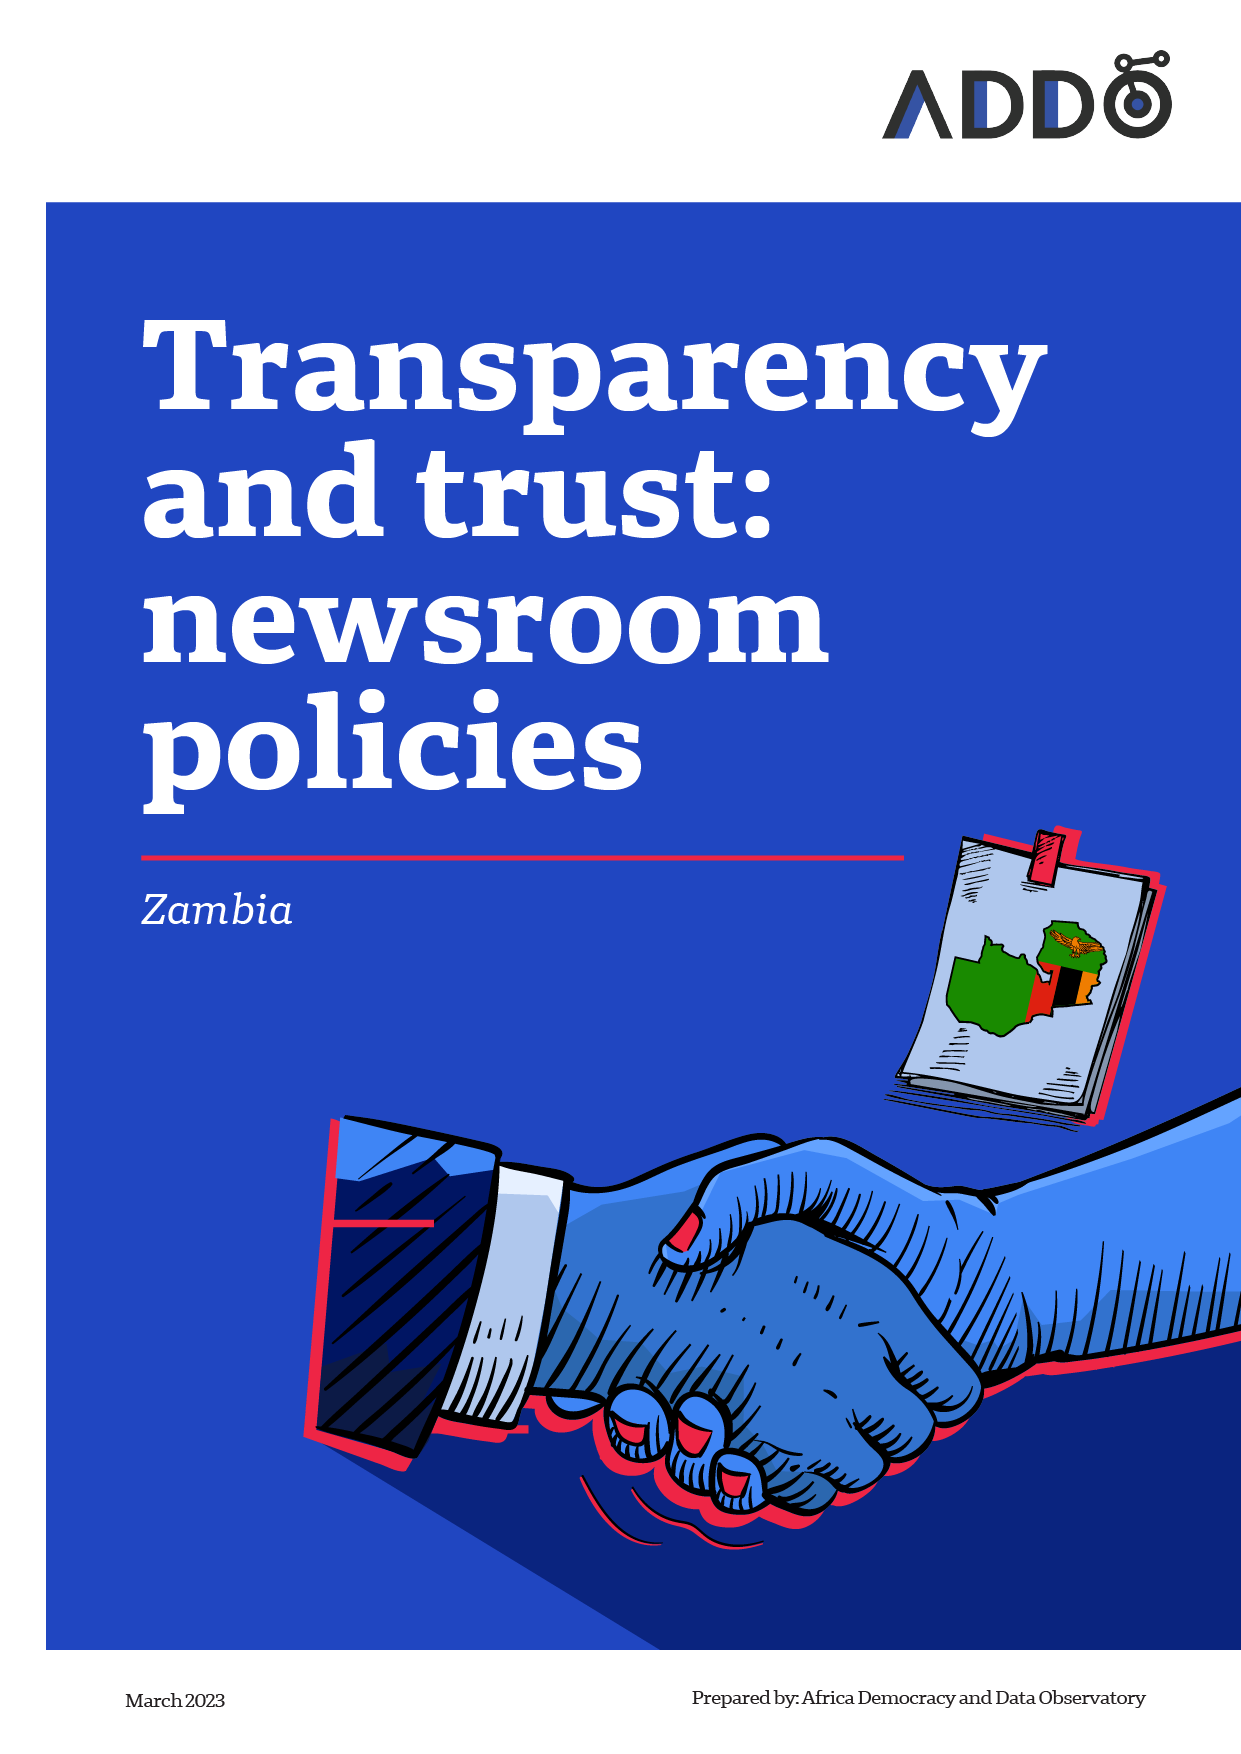 ADDO
Transparency
and trust:
newsroom
policies
Zambia
March 2023
Prepared by: Africa Democracy and Data Observatory